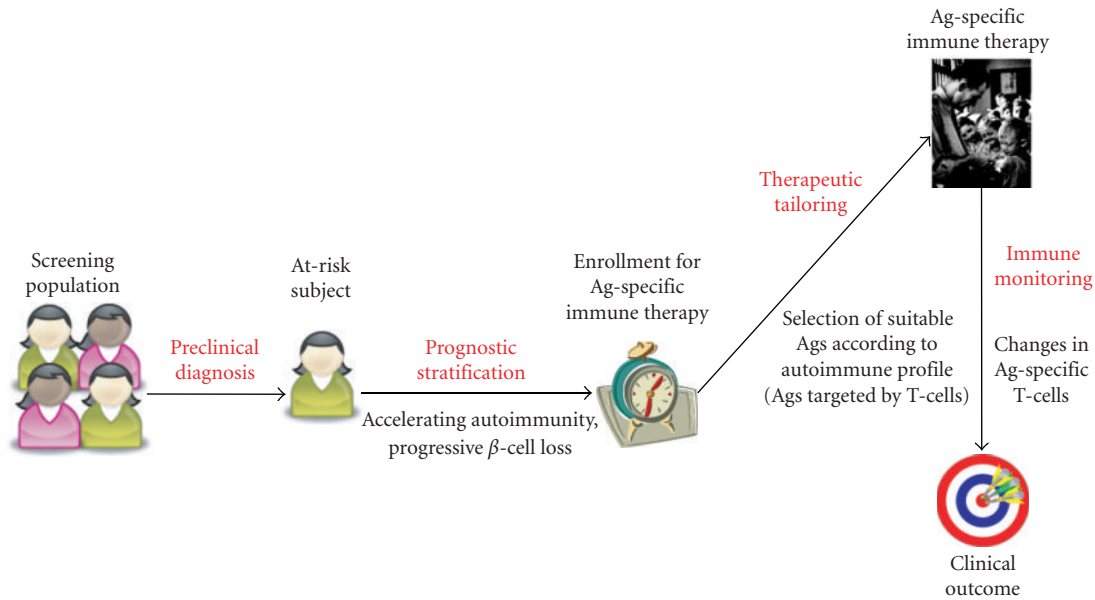 Screening
population
Preclinical
diagnosis
At-risk
subject
Prognostic
stratification
Accelerating autoimmunity,
progressive β-cell loss
Enrollment for
Ag-specific
immune therapy
Therapeutic
tailoring
Selection of suitable
Ags according to
autoimmune profile
(Ags targeted by T-cells)
Ag-specific
immune therapy
Immune
monitoring
Changes in
Ag-specific
T-cells
Clinical
outcome